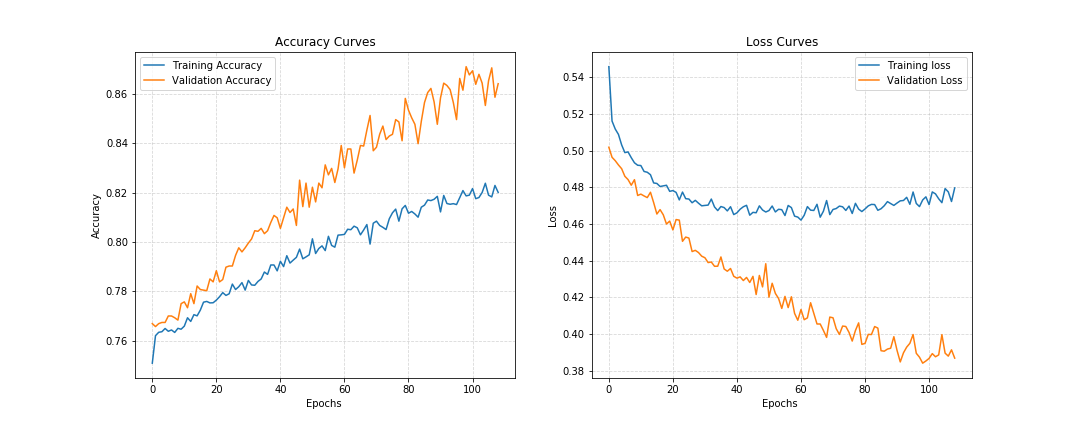 Accuracy Curves
Training Accuracy
Validation Accuracy
0.86
0.84
0.82
0.80
0.78
0.76
Accuracy
0 20 40 60 80 100
Epochs
Loss Curves
Training loss
Validation Loss
0.54
0.52
0.50
0.48
0.46
0.44
0.42
0.40
0.38
Loss
0 20 40 60 80 100
Epochs